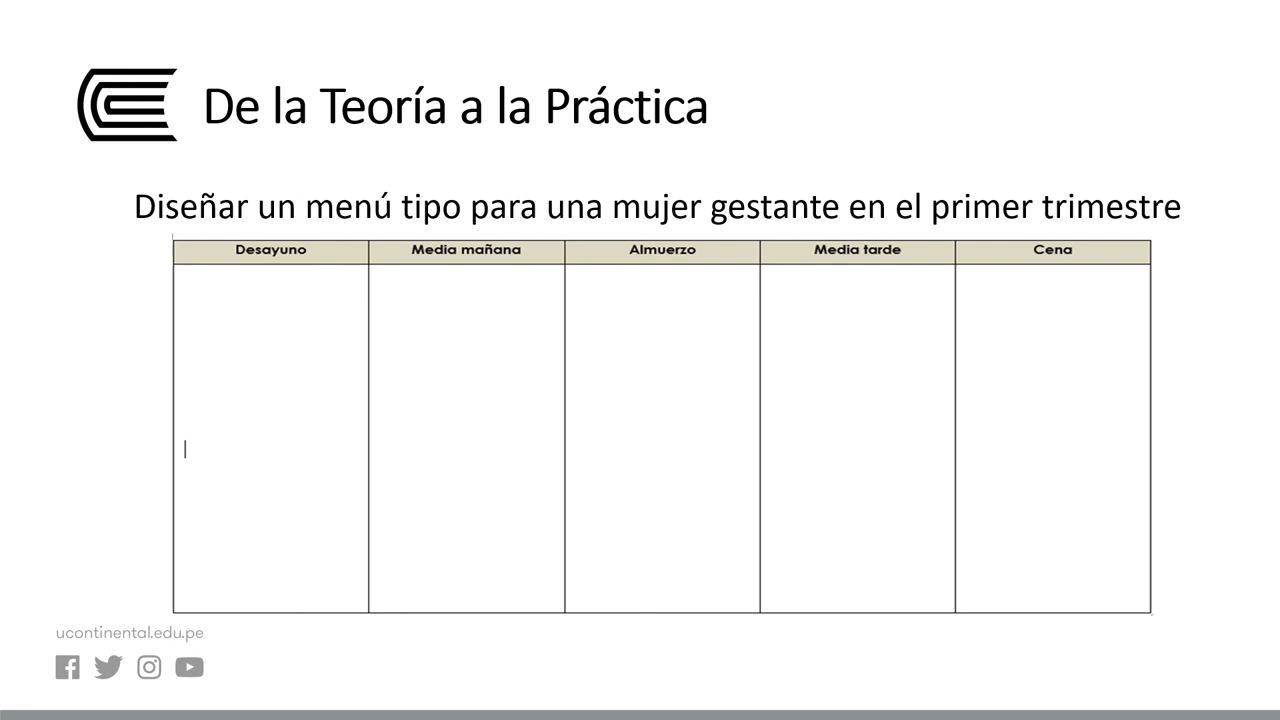 De la Teoría a la Práctica
Diseñar un menú tipo para una mujer gestante en el primer trimestre
Desayuno Media mañana Almuerzo Media tarde Cena
ucontinental.edu.pe